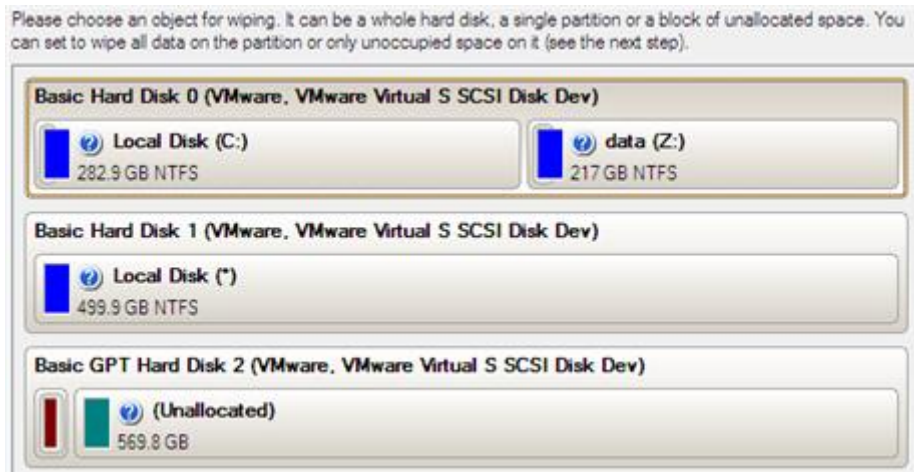 Please choose an object for wiping. It can be a whole hard disk, a single partition or a block of unallocated space. You
can set to wipe all data on the partition or only unoccupied space on it (see the next step).
Basic Hard Disk 0 (VMware, VMware Virtual S SCSI Disk Dev)
Local Disk (C:)
282.9 GB NTFS
data (Z:)
217 GB NTFS
Basic Hard Disk 1 (VMware, VMware Virtual S SCSI Disk Dev)
Local Disk (*)
499.9 GB NTFS
Basic GPT Hard Disk 2 (VMware, VMware Virtual S SCSI Disk Dev)
(Unallocated)
569.8 GB